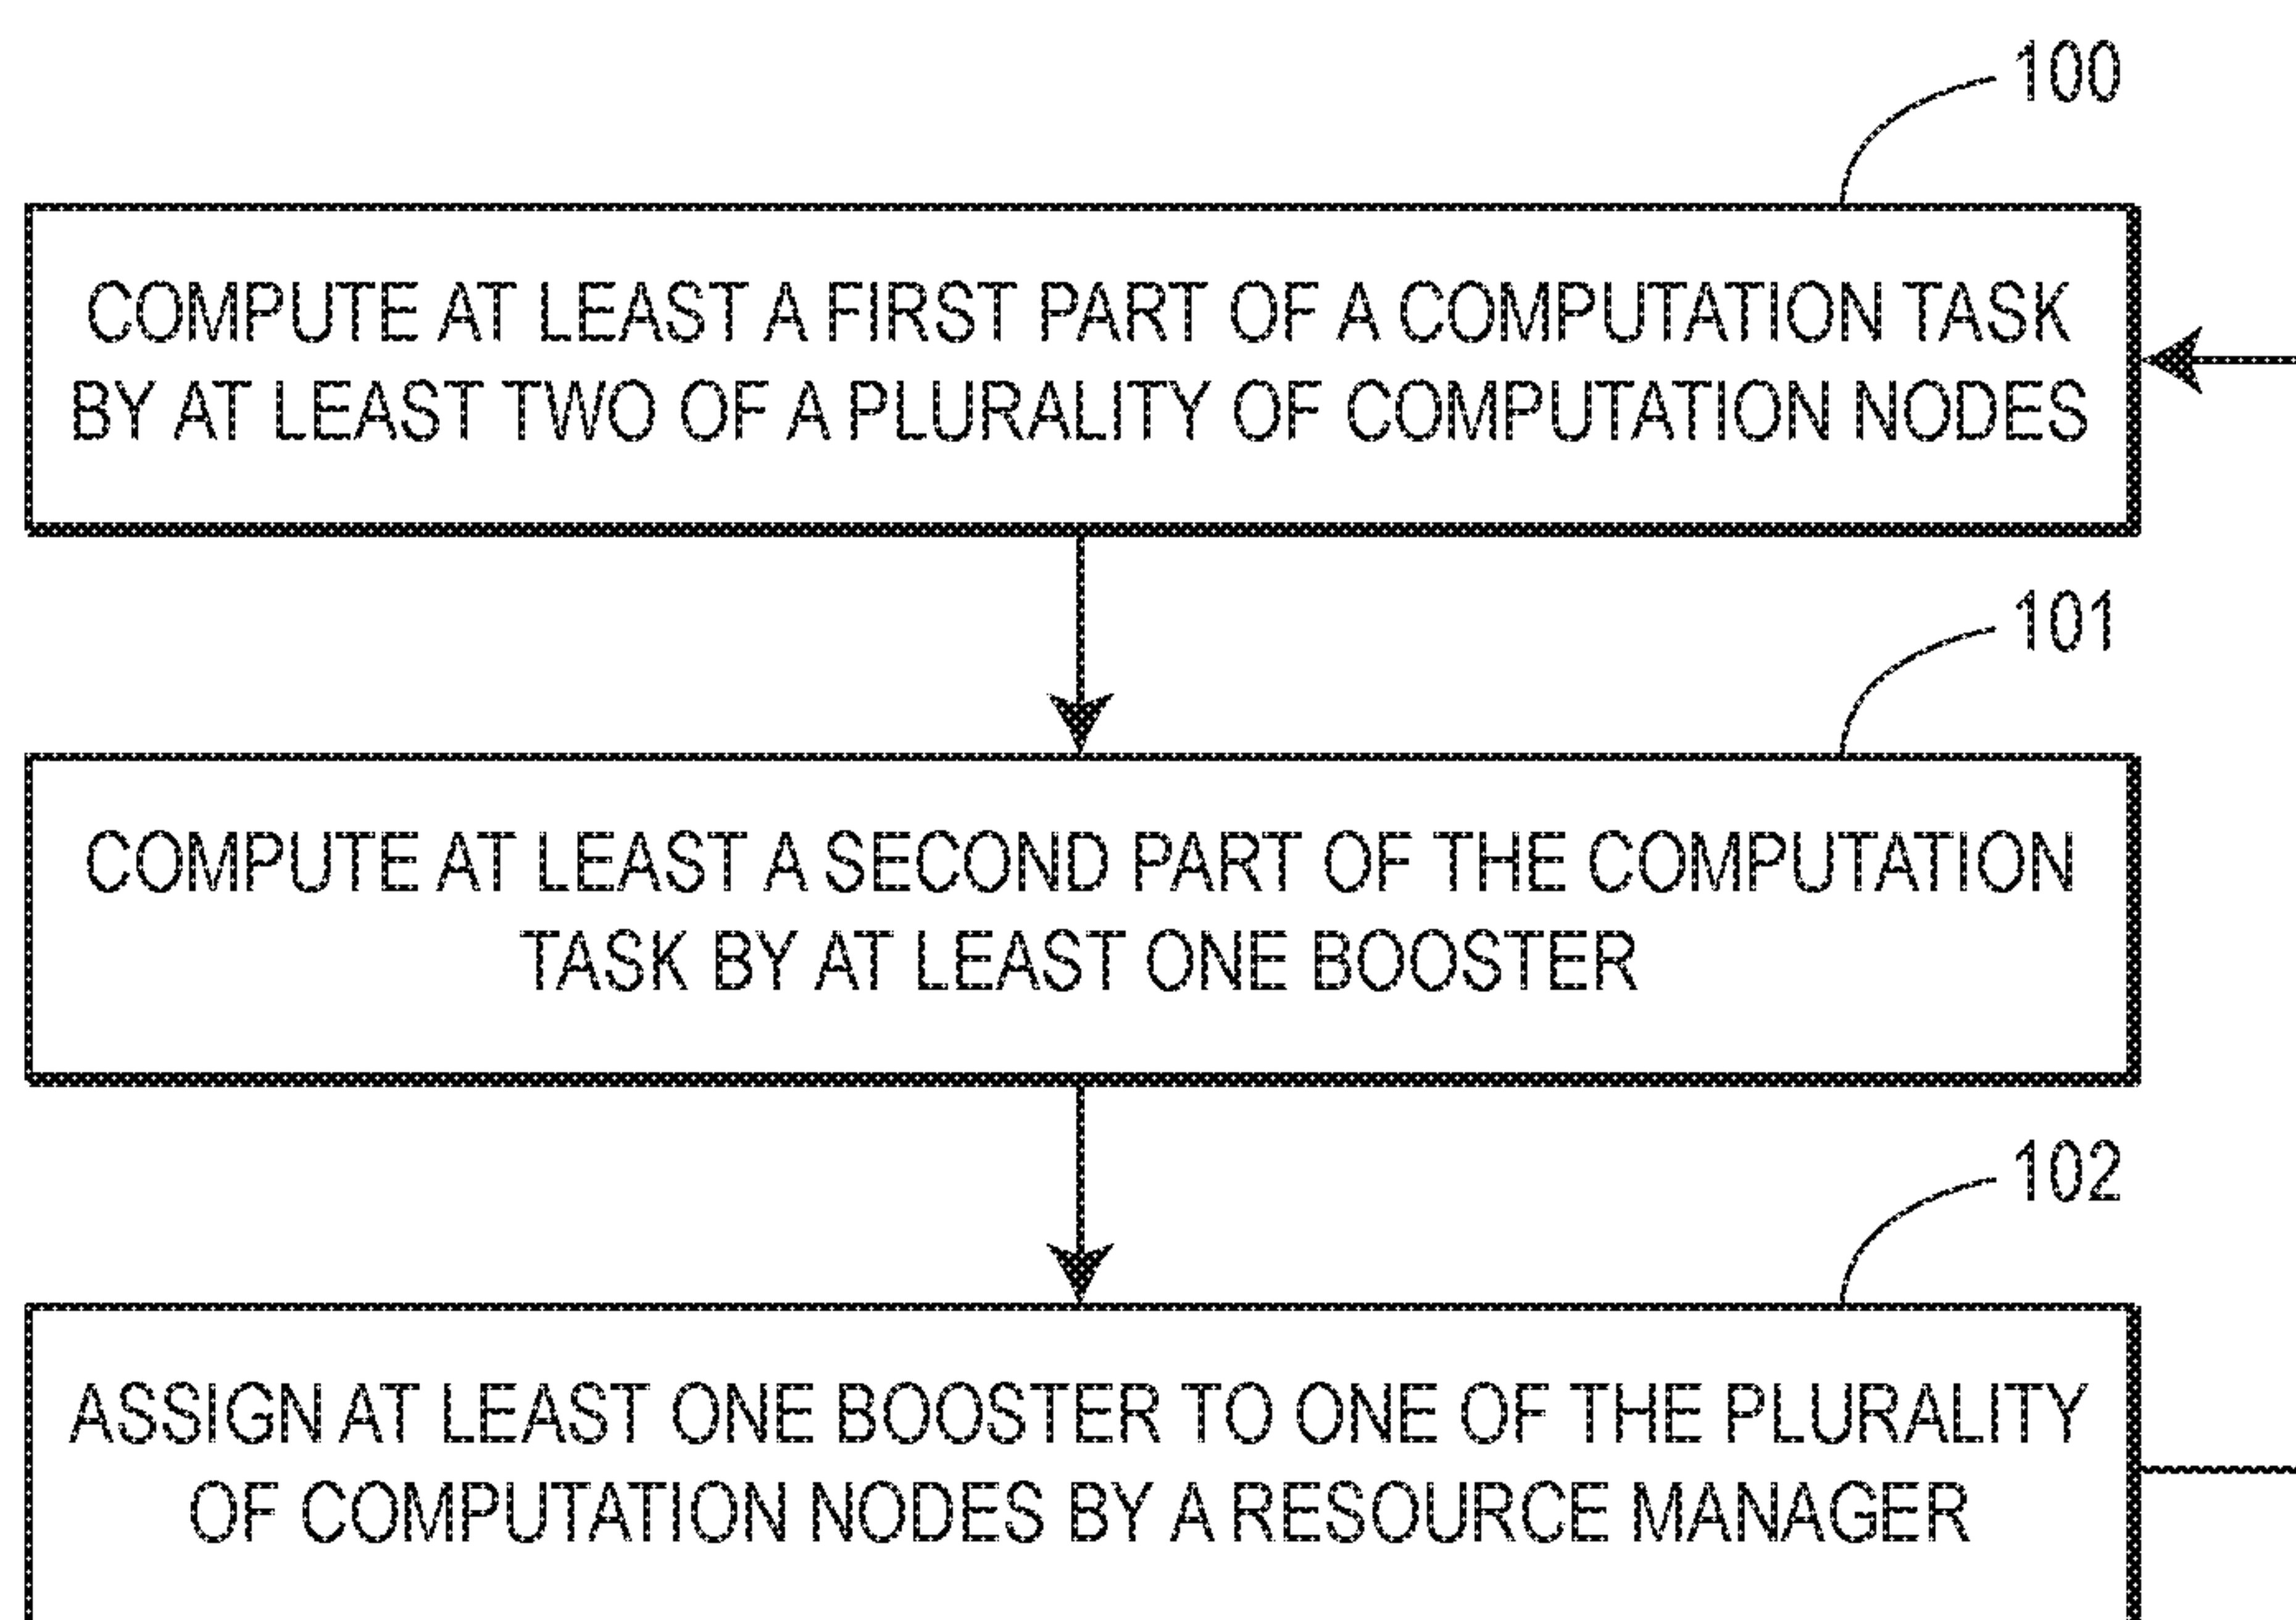 100
COMPUTE AT LEAST A FIRST PART OF A COMPUTATION TASK
BY AT LEAST TWO OF A PLURALITY OF COMPUTATION NODES
101
COMPUTE AT LEAST A SECOND PART OF THE COMPUTATION
TASK BY AT LEAST ONE BOOSTER
102
ASSIGN AT LEAST ONE BOOSTER TO ONE OF THE PLURALITY
OF COMPUTATION NODES BY A RESOURCE MANAGER